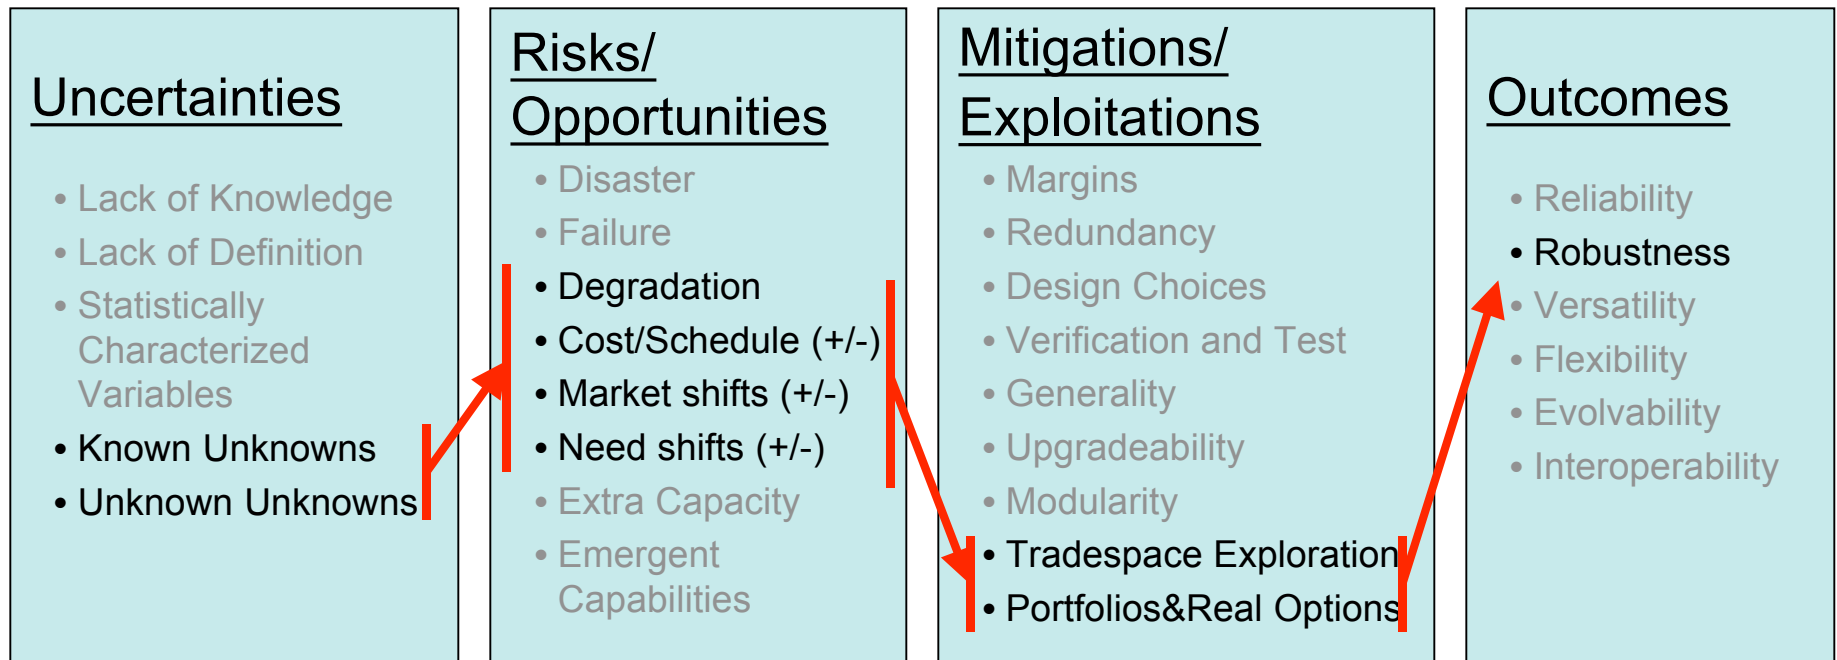 Uncertainties
• Lack of Knowledge
• Lack of Definition
• Statistically
Characterized
Variables
• Known Unknowns
• Unknown Unknowns
Risks/
Opportunities
• Disaster
• Failure
• Degradation
• Cost/Schedule (+/-)
• Market shifts (+/-)
• Need shifts (+/-)
• Extra Capacity
• Emergent
Capabilities
Mitigations/
Exploitations
• Margins
• Redundancy
• Design Choices
• Verification and Test
• Generality
• Upgradeability
• Modularity
• Tradespace Exploration
• Portfolios&Real Options
Outcomes
• Reliability
• Robustness
• Versatility
• Flexibility
• Evolvability
• Interoperability